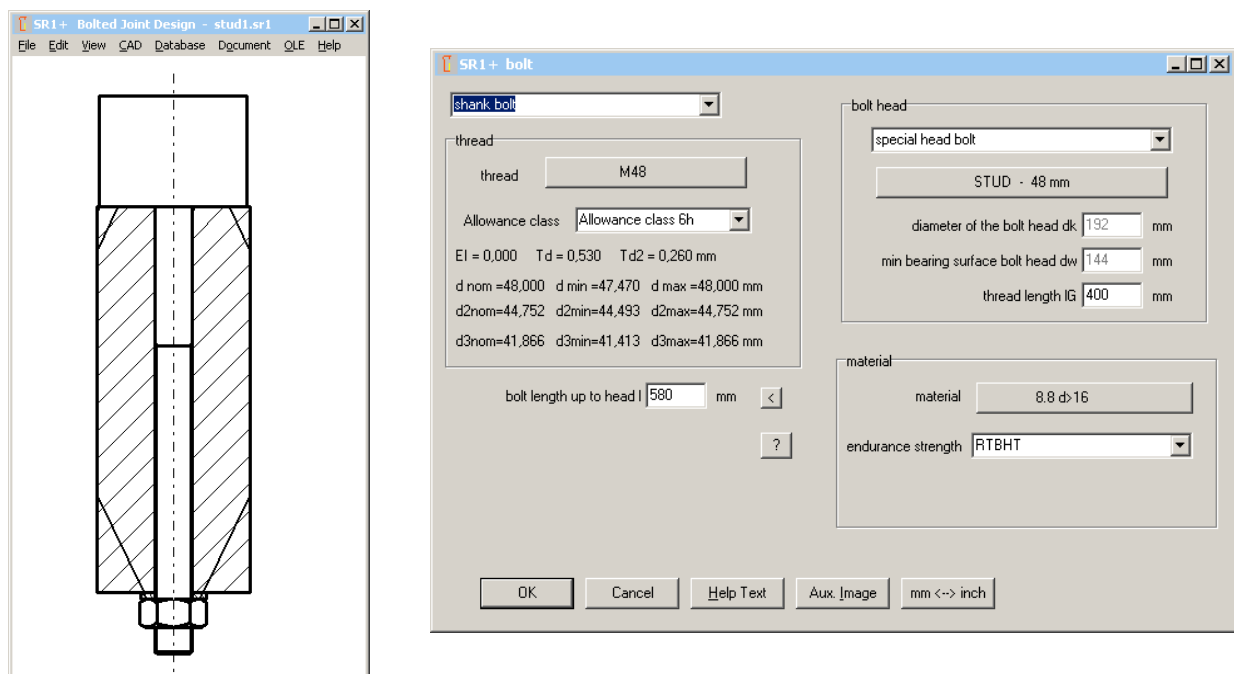 SR1+ Bolted Joint Design - stud1.sr1
File Edit View CAD Database Document OLE Help
SR1+ bolt
shank bolt
thread
thread M48
Allowance class Allowance class 6h
EI = 0,000 Td = 0,530 Td2 = 0,260 mm
d nom =48,000 d min =47,470 d max =48,000 mm
d2nom=44,752 d2min=44,493 d2max=44,752 mm
d3nom=41,866 d3min=41,413 d3max=41,866 mm
bolt length up to head l 580 mm <
?
bolt head
special head bolt
STUD - 48 mm
diameter of the bolt head dk 192 mm
min bearing surface bolt head dw 144 mm
thread length lG 400 mm
material
material 8.8 d>16
endurance strength RTBHT
OK Cancel Help Text Aux. Image mm <--> inch